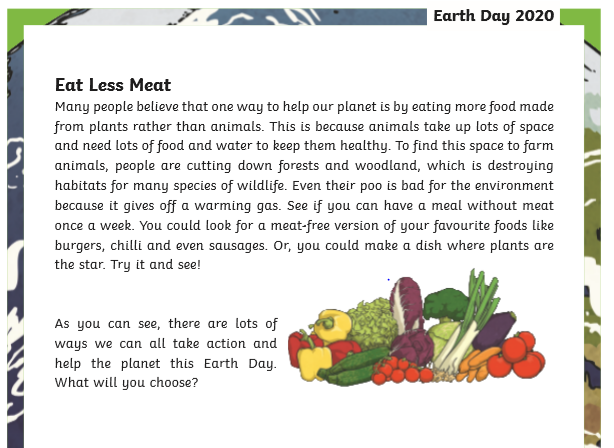 Earth Day 2020
Eat Less Meat
Many people believe that one way to help our planet is by eating more food made
from plants rather than animals. This is because animals take up lots of space
and need lots of food and water to keep them healthy. To find this space to farm
animals, people are cutting down forests and woodland, which is destroying
habitats for many species of wildlife. Even their poo is bad for the environment
because it gives off a warming gas. See if you can have a meal without meat
once a week. You could look for a meat-free version of your favourite foods like
burgers, chilli and even sausages. Or, you could make a dish where plants are
the star. Try it and see!
As you can see, there are lots of
ways we can all take action and
help the planet this Earth Day.
What will you choose?